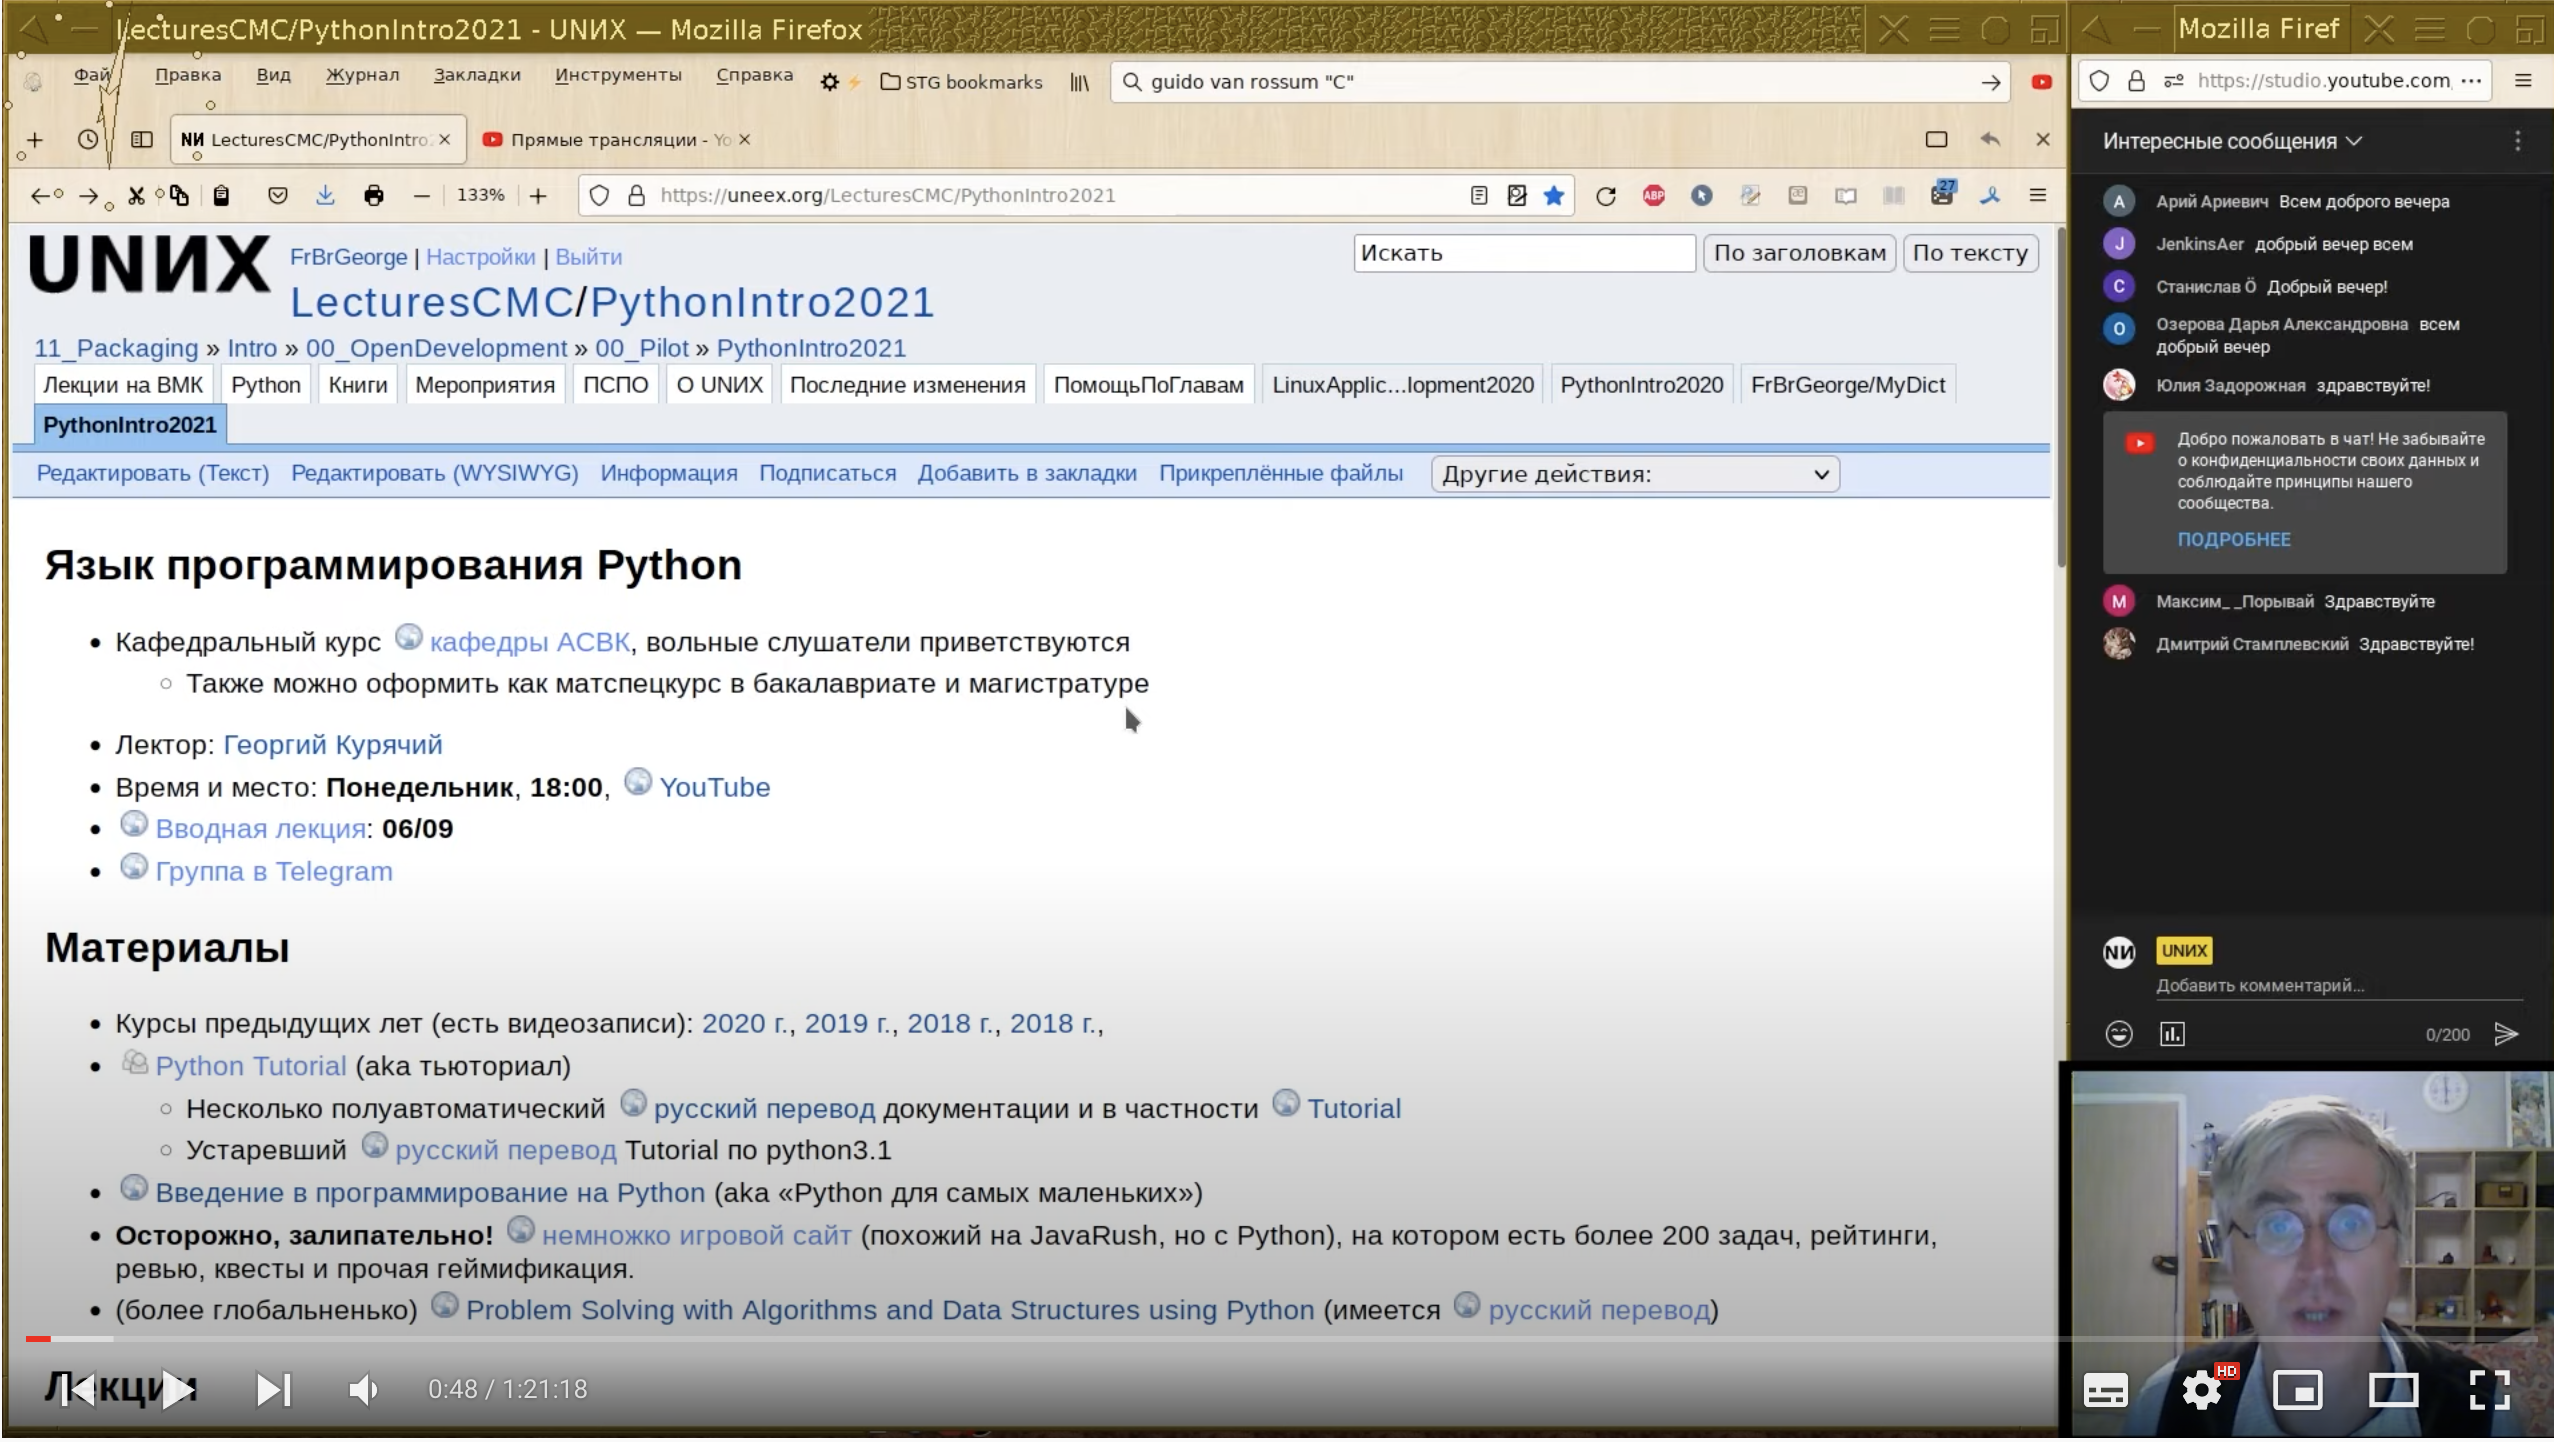 LecturesCMC/PythonIntro2021 - UNИX — Mozilla Firefox
Mozilla Firef
Правка Вид Журнал Закладки Инструменты Справка
STG bookmarks
guido van rossum "C"
https://studio.youtube.com
NИ LecturesCMC/PythonIntro
Прямые трансляции - Yo
133%
https://uneex.org/LecturesCMC/PythonIntro2021
ABP
27
UNИX
FrBrGeorge | Настройки | Выйти
Искать
По заголовкам
По тексту
LecturesCMC/PythonIntro2021
11_Packaging » Intro » 00_OpenDevelopment » 00_Pilot » PythonIntro2021
Лекции на ВМК Python Книги Мероприятия ПСПО О UNИX Последние изменения ПомощьПоГлавам LinuxApplic...lopment2020 PythonIntro2020 FrBrGeorge/MyDict
PythonIntro2021
Редактировать (Текст) Редактировать (WYSIWYG) Информация Подписаться Добавить в закладки Прикреплённые файлы Другие действия:
Язык программирования Python
Кафедральный курс кафедры АСВК, вольные слушатели приветствуются
Также можно оформить как матспецкурс в бакалавриате и магистратуре
Лектор: Георгий Курячий
Время и место: Понедельник, 18:00, YouTube
Вводная лекция: 06/09
Группа в Telegram
Материалы
Курсы предыдущих лет (есть видеозаписи): 2020 г., 2019 г., 2018 г., 2018 г.,
Python Tutorial (aka тьюториал)
Несколько полуавтоматический русский перевод документации и в частности Tutorial
Устаревший русский перевод Tutorial по python3.1
Введение в программирование на Python (aka «Python для самых маленьких»)
Осторожно, залипательно! немножко игровой сайт (похожий на JavaRush, но с Python), на котором есть более 200 задач, рейтинги,
ревью, квесты и прочая геймификация.
(более глобальненько) Problem Solving with Algorithms and Data Structures using Python (имеется русский перевод)
Лекции
0:48 / 1:21:18
HD
Интересные сообщения
А Арий Ариевич Всем доброго вечера
J JenkinsAer добрый вечер всем
С Станислав Ö Добрый вечер!
О Озерова Дарья Александровна всем
добрый вечер
Юлия Задорожная здравствуйте!
Добро пожаловать в чат! Не забывайте
о конфиденциальности своих данных и
соблюдайте принципы нашего
сообщества.
ПОДРОБНЕЕ
М Максим_ _Порывай Здравствуйте
Дмитрий Стамплевский Здравствуйте!
NИ UNИX
Добавить комментарий...
0/200